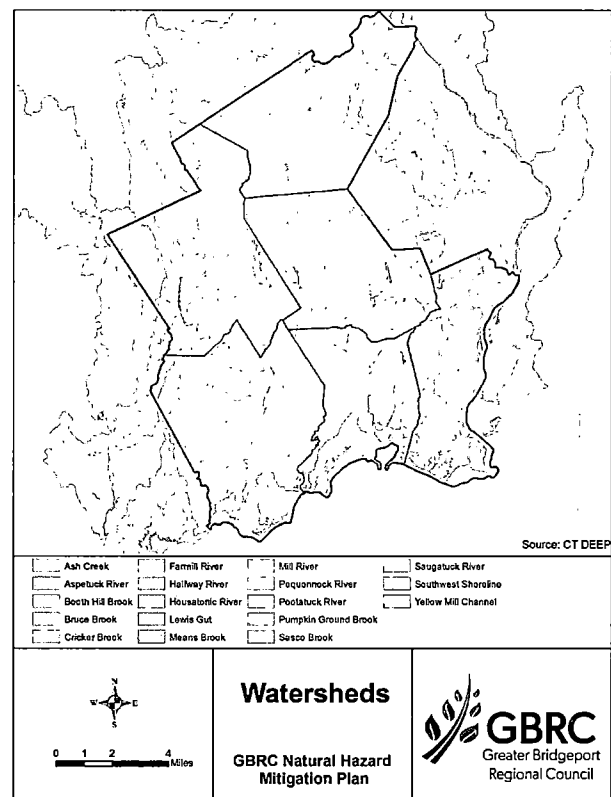 Source: CT DEEP
Ash Creek
Aspetuck River
Booth Hill Brook
Bruce Brook
Cricker Brook
Farmill River
Halfway River
Housatonic River
Lewis Gut
Means Brook
Mill River
Pequonnock River
Pootatuck River
Pumpkin Ground Brook
Sasco Brook
Saugatuck River
Southwest Shoreline
Yellow Mill Channel
N
W E
S
0 1 2 4
Miles
Watersheds
GBRC Natural Hazard
Mitigation Plan
GBRC
Greater Bridgeport
Regional Council